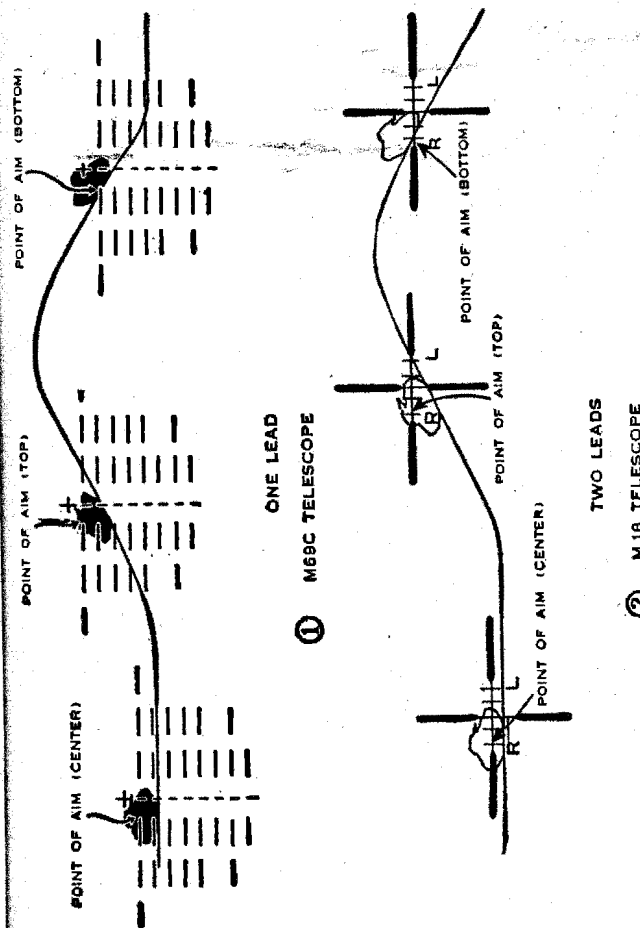 POINT OF AIM (CENTER)
POINT OF AIM (TOP)
POINT OF AIM (BOTTOM)
ONE LEAD
① M69C TELESCOPE
R L
POINT OF AIM (CENTER)
R L
POINT OF AIM (TOP)
R L
POINT OF AIM (BOTTOM)
TWO LEADS
② TELESCOPE